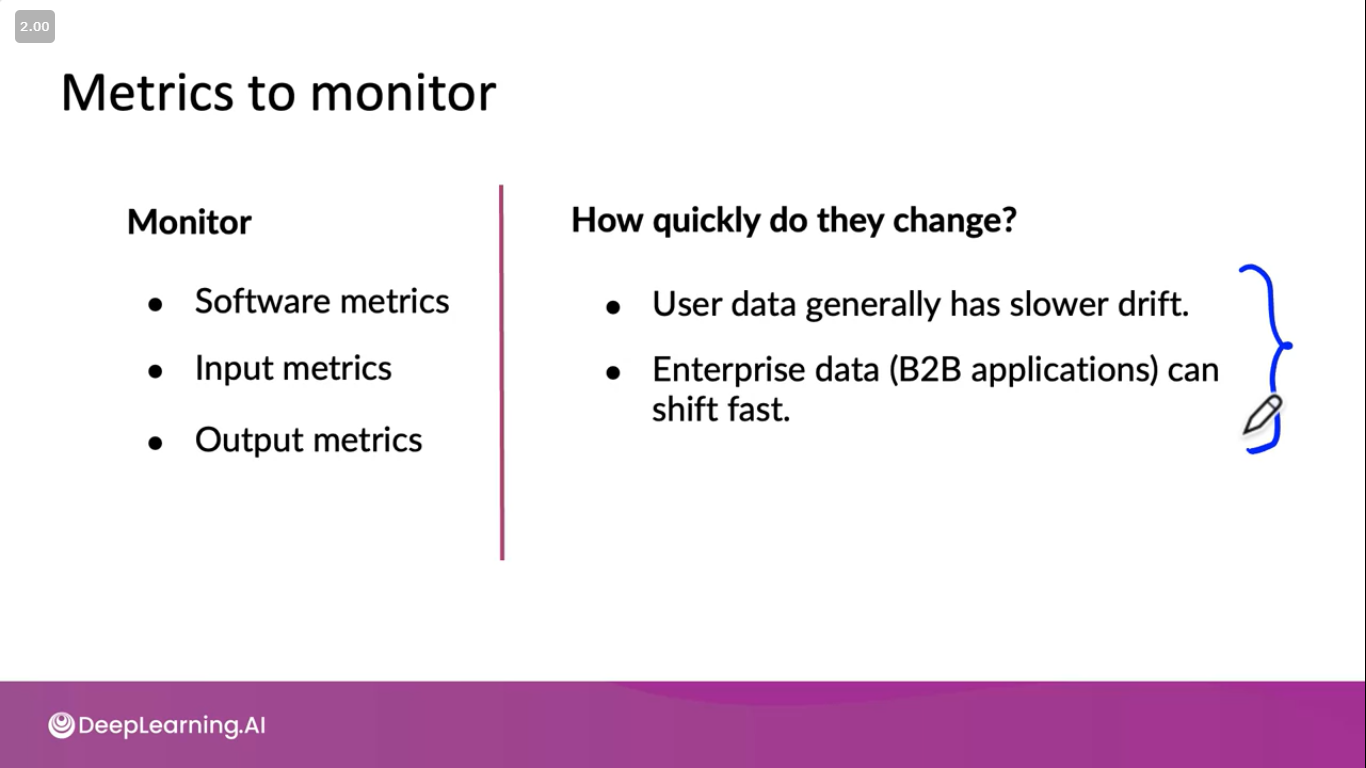 2.00
Metrics to monitor
Monitor
● Software metrics
● Input metrics
● Output metrics
How quickly do they change?
● User data generally has slower drift.
● Enterprise data (B2B applications) can
shift fast.
DeepLearning.AI